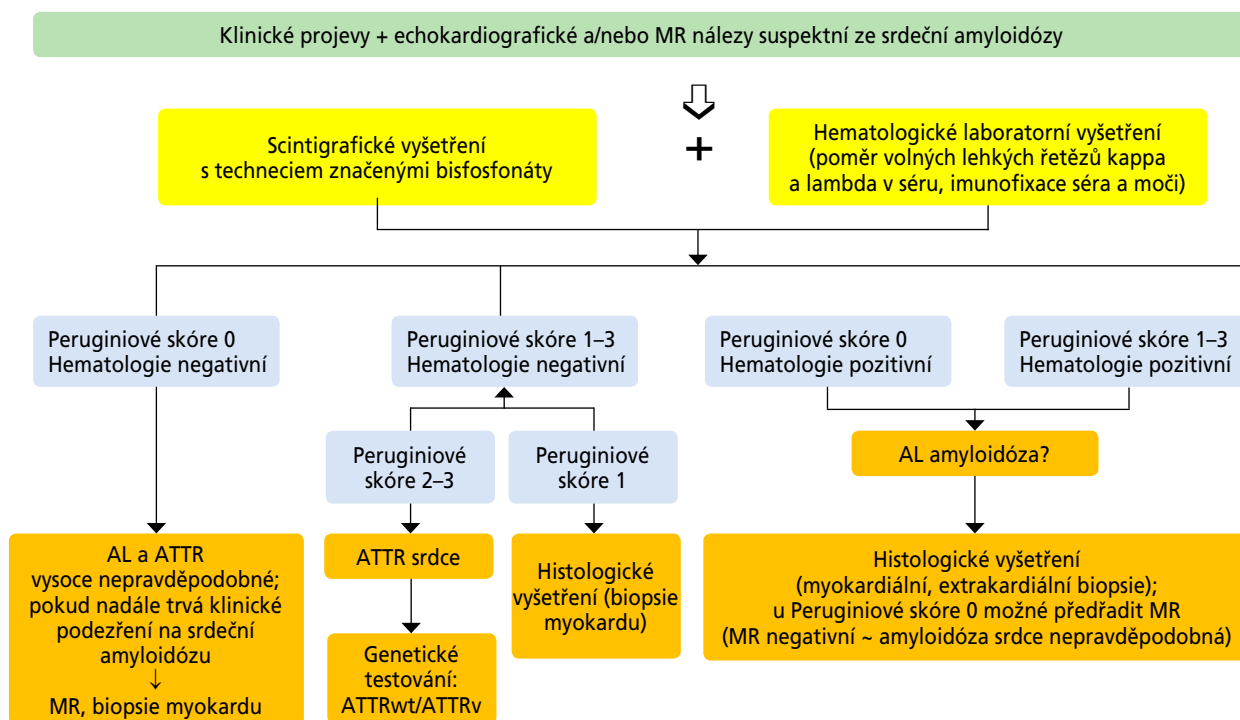 Klinické projevy + echokardiografické a/nebo MR nálezy suspektní ze srdeční amyloidózy
Scintigrafické vyšetření
s techneciem značenými bisfosfonáty
+
Hematologické laboratorní vyšetření
(poměr volných lehkých řetězů kappa
a lambda v séru, imunofixace séra a moči)
Peruginiové skóre 0
Hematologie negativní
Peruginiové skóre 1–3
Hematologie negativní
Peruginiové skóre 0
Hematologie pozitivní
Peruginiové skóre 1–3
Hematologie pozitivní
Peruginiové
skóre 2–3
Peruginiové
skóre 1
AL amyloidóza?
AL a ATTR
vysoce nepravděpodobné;
pokud nadále trvá klinické
podezření na srdeční
amyloidózu
↓
MR, biopsie myokardu
ATTR srdce
Genetické
testování:
ATTRwt/ATTRv
Histologické
vyšetření (biopsie
myokardu)
Histologické vyšetření
(myokardiální, extrakardiální biopsie);
u Peruginiové skóre 0 možné předřadit MR
(MR negativní ~ amyloidóza srdce nepravděpodobná)